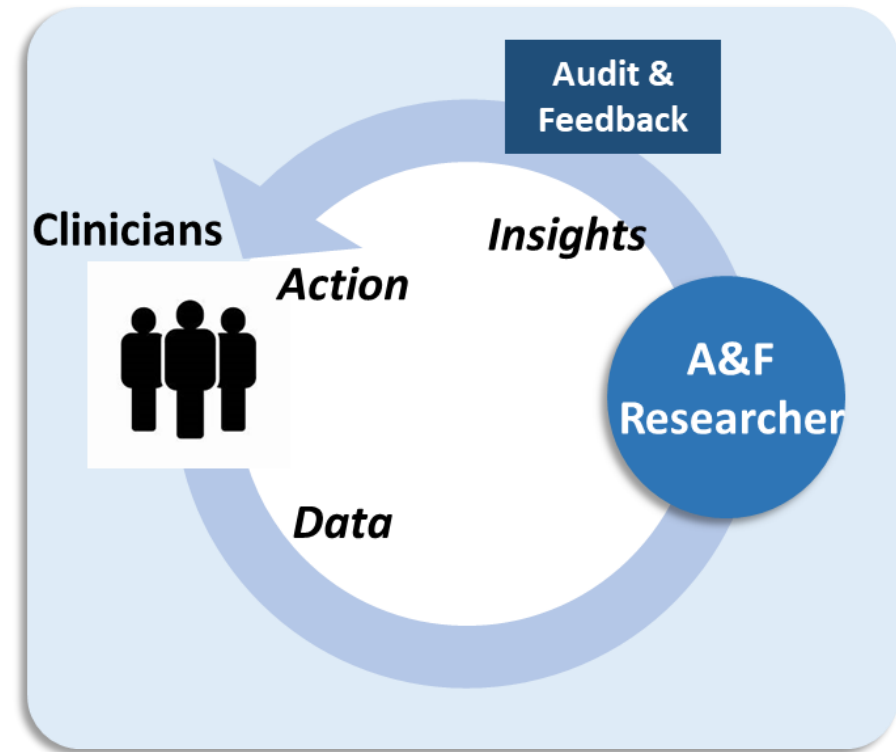 Audit &
Feedback
Clinicians
Insights
Action
A&F
Researcher
Data